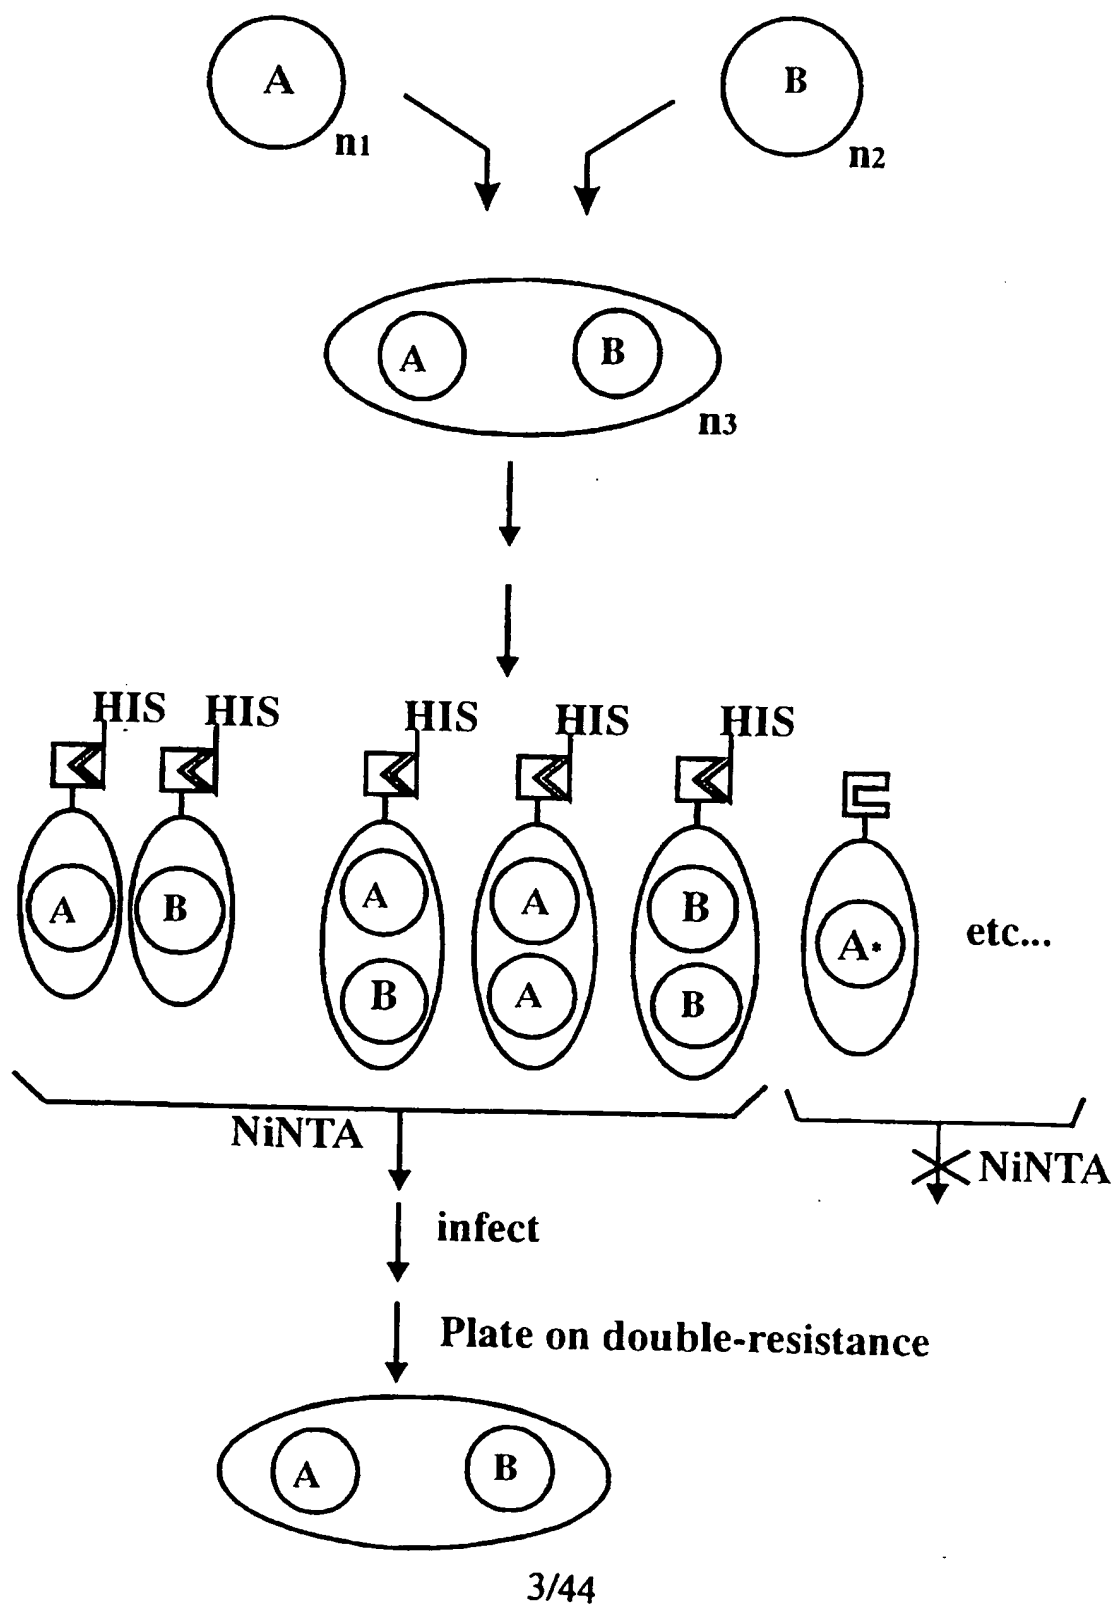 A
B
n1
n2
A
B
n3
HIS
HIS
HIS
HIS
HIS
A
B
A
B
A
A
B
B
A*
etc...
NiNTA
NiNTA
infect
Plate on double-resistance
A
B
3/44